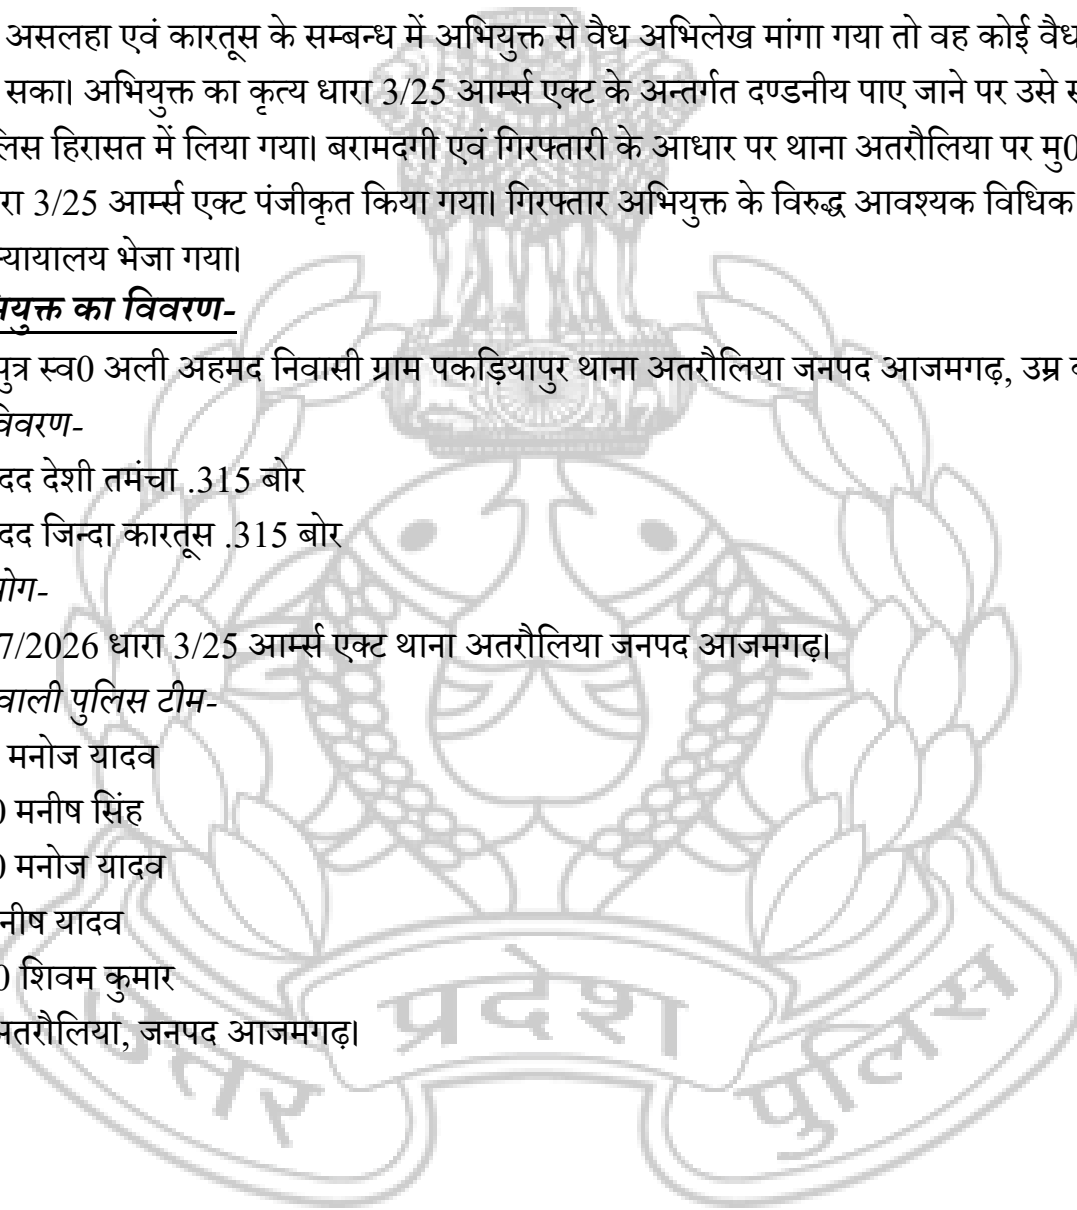 असलहा एवं कारतूस के सम्बन्ध में अभियुक्त से वैध अभिलेख मांगा गया तो वह कोई वैध
सका। अभियुक्त का कृत्य धारा 3/25 आर्म्स एक्ट के अन्तर्गत दण्डनीय पाए जाने पर उसे
लिस हिरासत में लिया गया। बरामदगी एवं गिरफ्तारी के आधार पर थाना अतरौलिया पर मु0
रा 3/25 आर्म्स एक्ट पंजीकृत किया गया। गिरफ्तार अभियुक्त के विरुद्ध आवश्यक विधिक
न्यायालय भेजा गया।
भियुक्त का विवरण-
पुत्र स्व0 अली अहमद निवासी ग्राम पकड़ियापुर थाना अतरौलिया जनपद आजमगढ़, उम्र
विवरण-
दद देशी तमंचा .315 बोर
दद जिन्दा कारतूस .315 बोर
योग-
7/2026 धारा 3/25 आर्म्स एक्ट थाना अतरौलिया जनपद आजमगढ़।
वाली पुलिस टीम-
मनोज यादव
0 मनीष सिंह
0 मनोज यादव
नीष यादव
0 शिवम कुमार
अतरौलिया, जनपद आजमगढ़।
उत्तर प्रदेश पुलिस